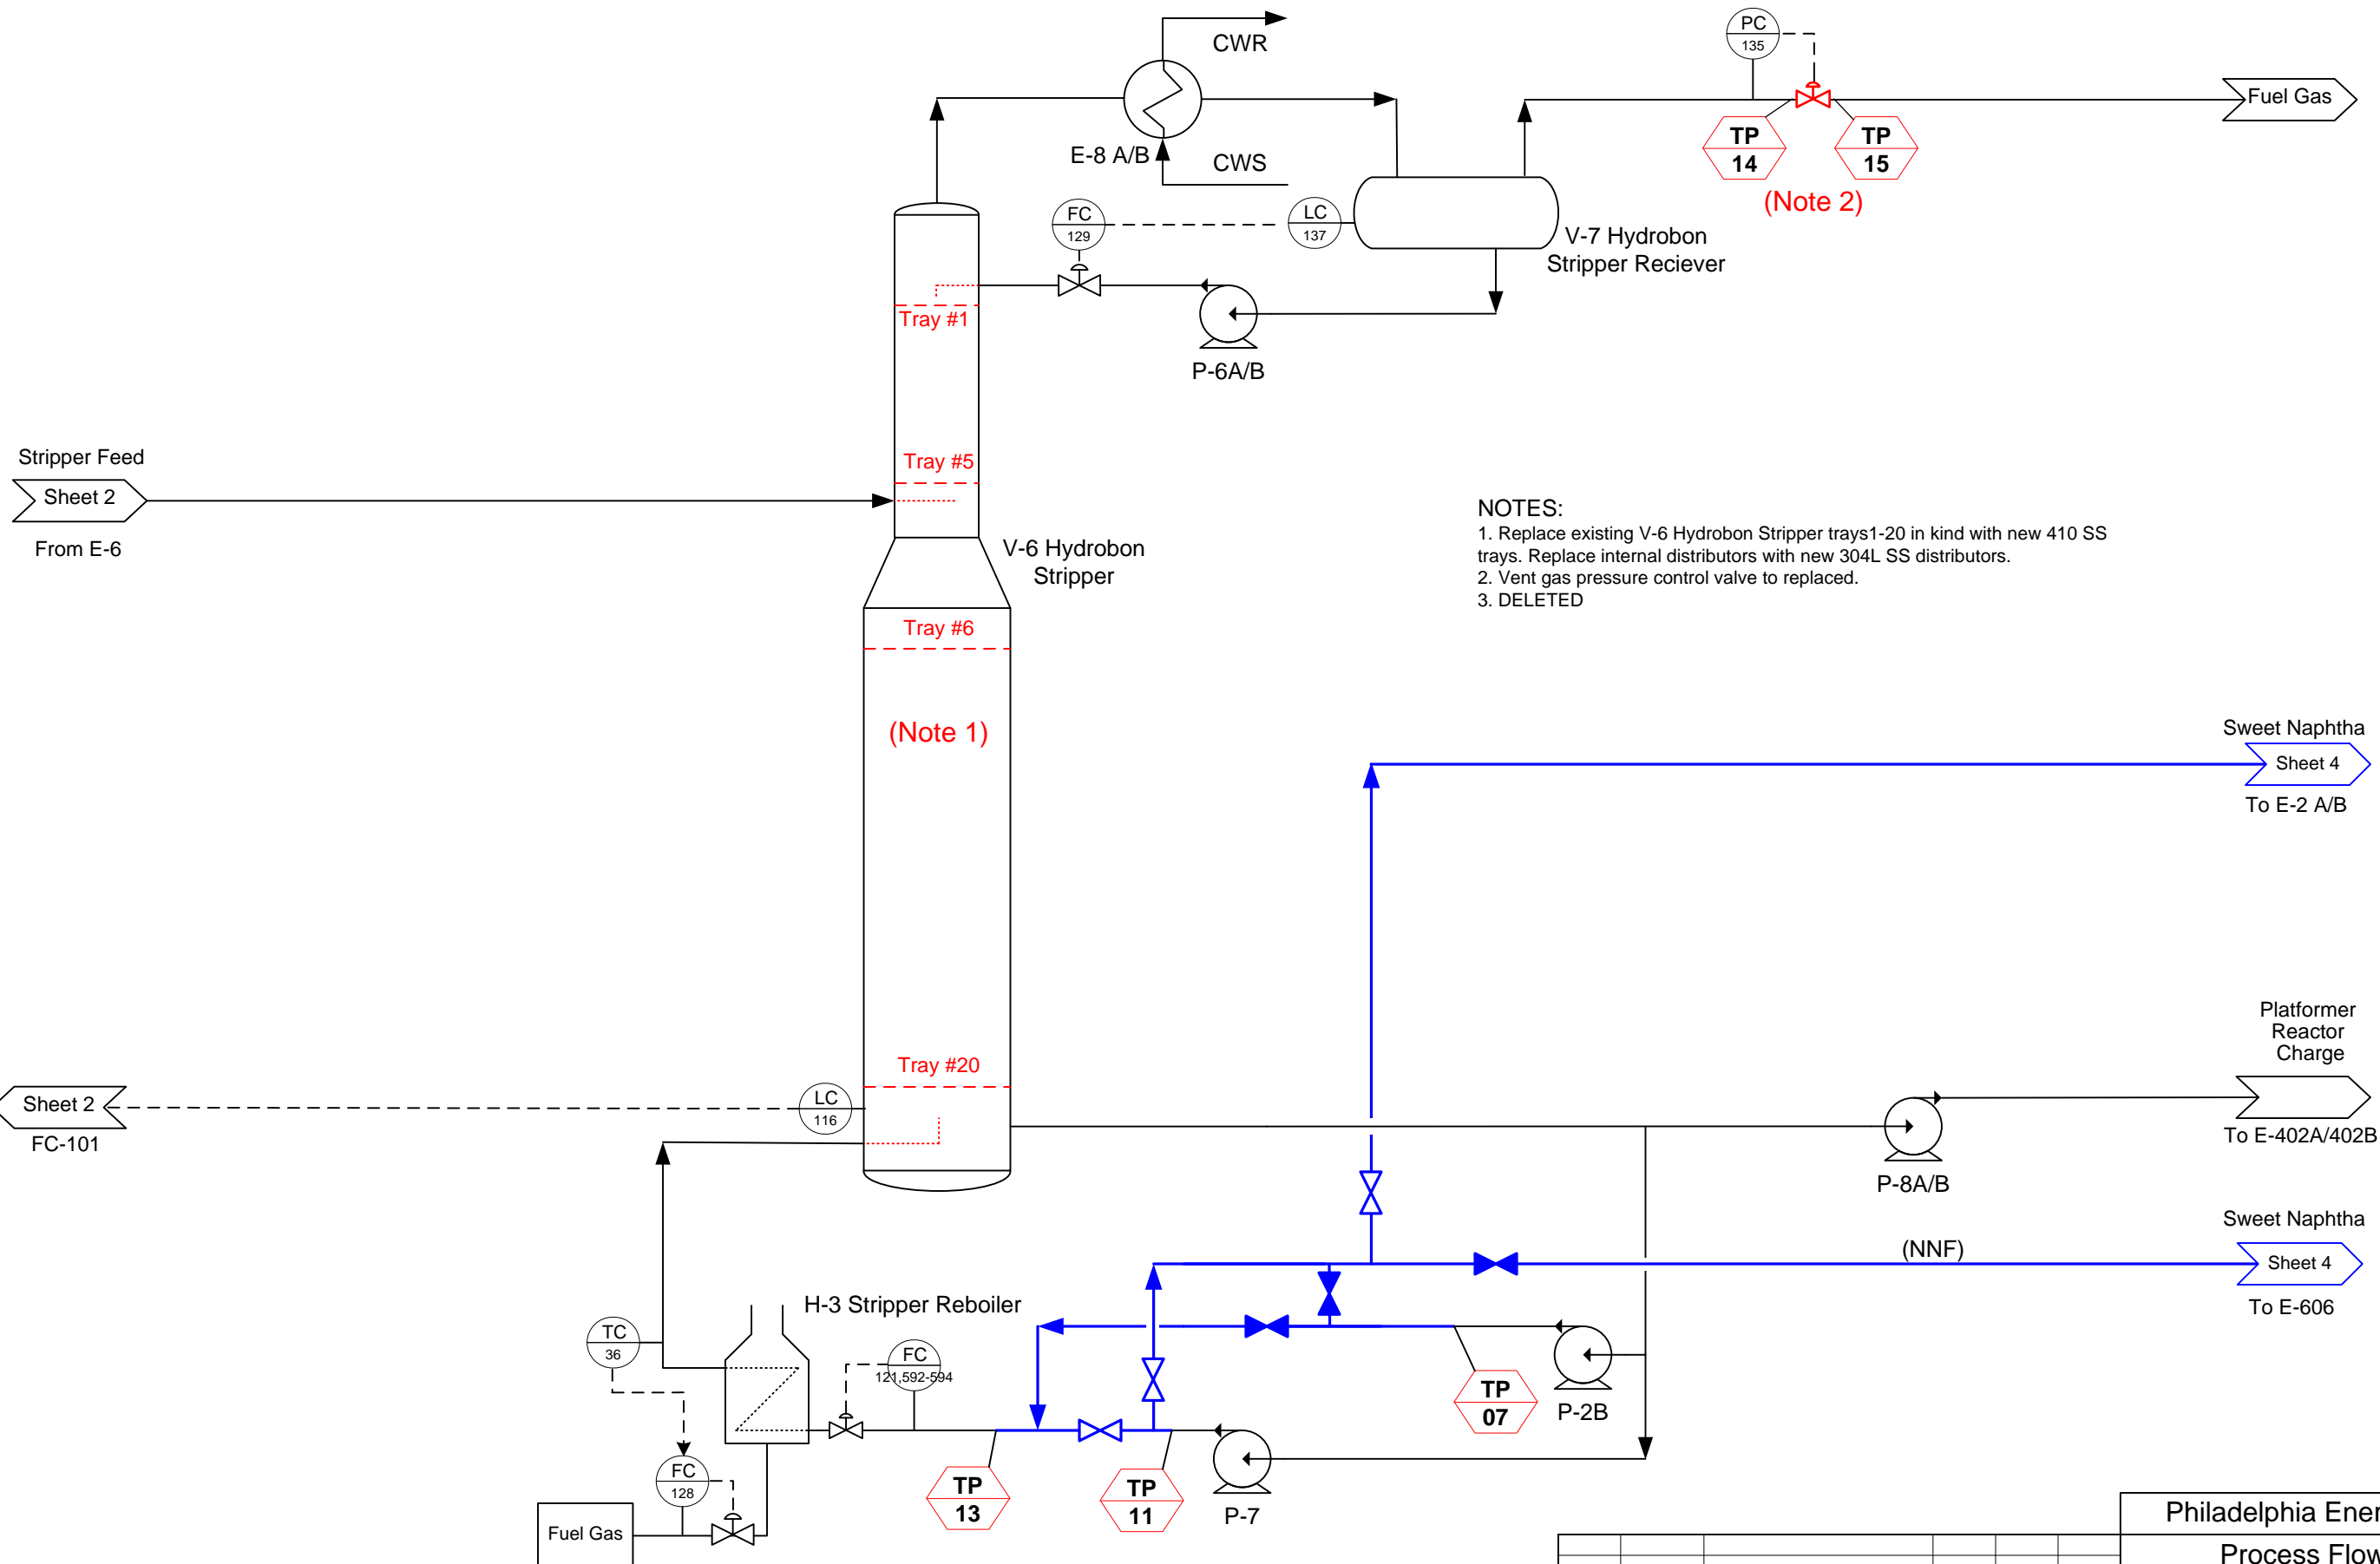 CWR
PC
135
Fuel Gas
TP
14
TP
15
(Note 2)
E-8 A/B
CWS
FC
129
LC
137
V-7 Hydrobon
Stripper Reciever
Tray #1
P-6A/B
Stripper Feed
Sheet 2
From E-6
Tray #5
V-6 Hydrobon
Stripper
NOTES:
1. Replace existing V-6 Hydrobon Stripper trays1-20 in kind with new 410 SS
trays. Replace internal distributors with new 304L SS distributors.
2. Vent gas pressure control valve to replaced.
3. DELETED
Tray #6
(Note 1)
Sweet Naphtha
Sheet 4
To E-2 A/B
Platformer
Reactor
Charge
To E-402A/402B
Tray #20
Sheet 2
FC-101
LC
116
P-8A/B
Sweet Naphtha
Sheet 4
To E-606
(NNF)
H-3 Stripper Reboiler
TC
36
FC
121,592-594
TP
07
P-2B
FC
128
TP
13
TP
11
P-7
Fuel Gas
Philadelphia Ener
Process Flow